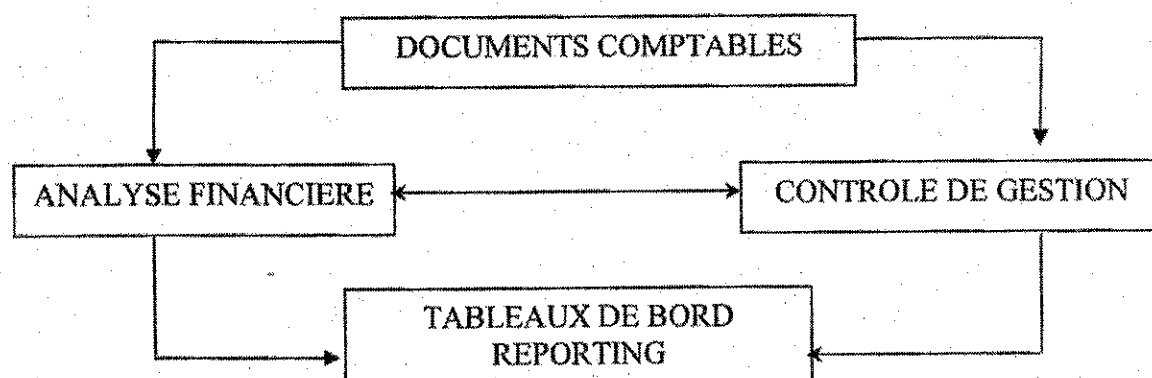 DOCUMENTS COMPTABLES
ANALYSE FINANCIERE
CONTROLE DE GESTION
TABLEAUX DE BORD
REPORTING